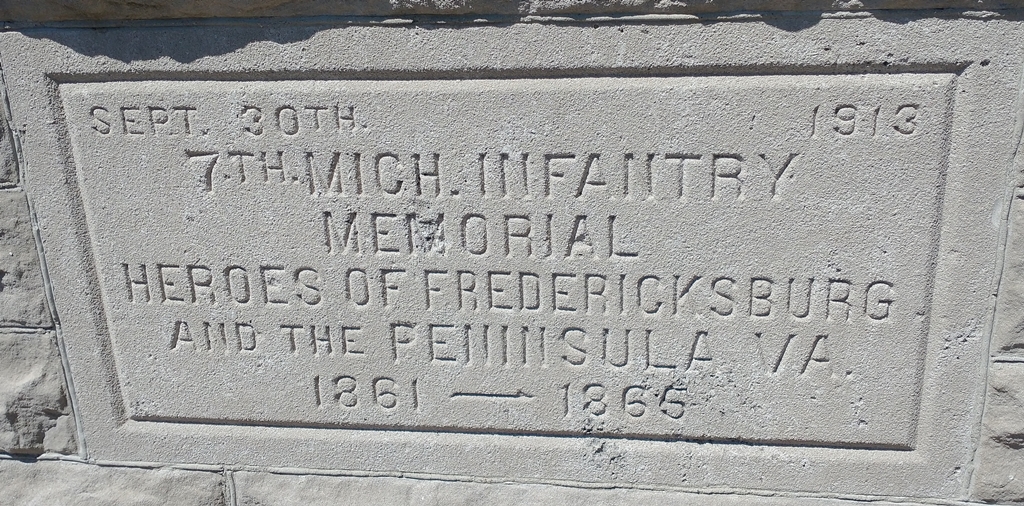 SEPT. 30TH. 1913
7TH. MICH. INFANTRY
MEMORIAL
HEROES OF FREDERICKSBURG
AND THE PENINSULA VA.
1861 — 1865